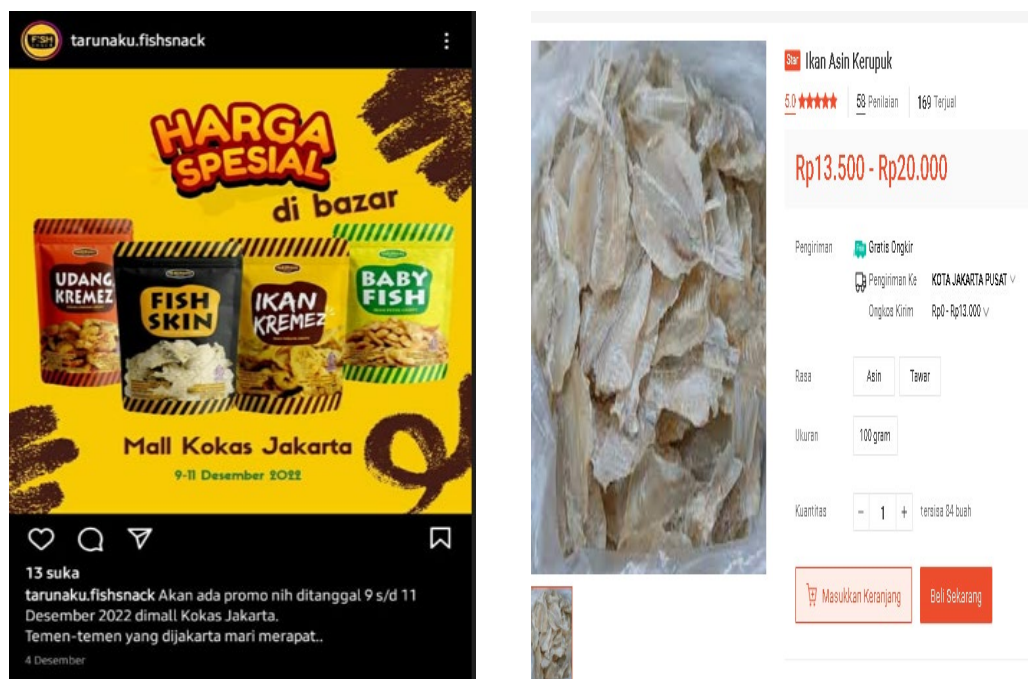 FISH
tarunaku.fishsnack
HARGA
SPESIAL
di bazar
UDANG
KREMEZ
FISH
SKIN
IKAN
KREMEZ
BABY
FISH
Mall Kokas Jakarta
9-11 Desember 2022
13 suka
tarunaku.fishsnack Akan ada promo nih ditanggal 9 s/d 11
Desember 2022 dimall Kokas Jakarta.
Temen-temen yang dijakarta mari merapat..
4 Desember
Star Ikan Asin Kerupuk
5.0 58 Penilaian 169 Terjual
Rp13.500 - Rp20.000
Pengiriman Gratis Ongkir
Pengiriman Ke KOTA JAKARTA PUSAT
Ongkos Kirim Rp0 - Rp13.000
Rasa Asin Tawar
Ukuran 100 gram
Kuantitas - 1 + tersisa 84 buah
Masukkan Keranjang Beli Sekarang